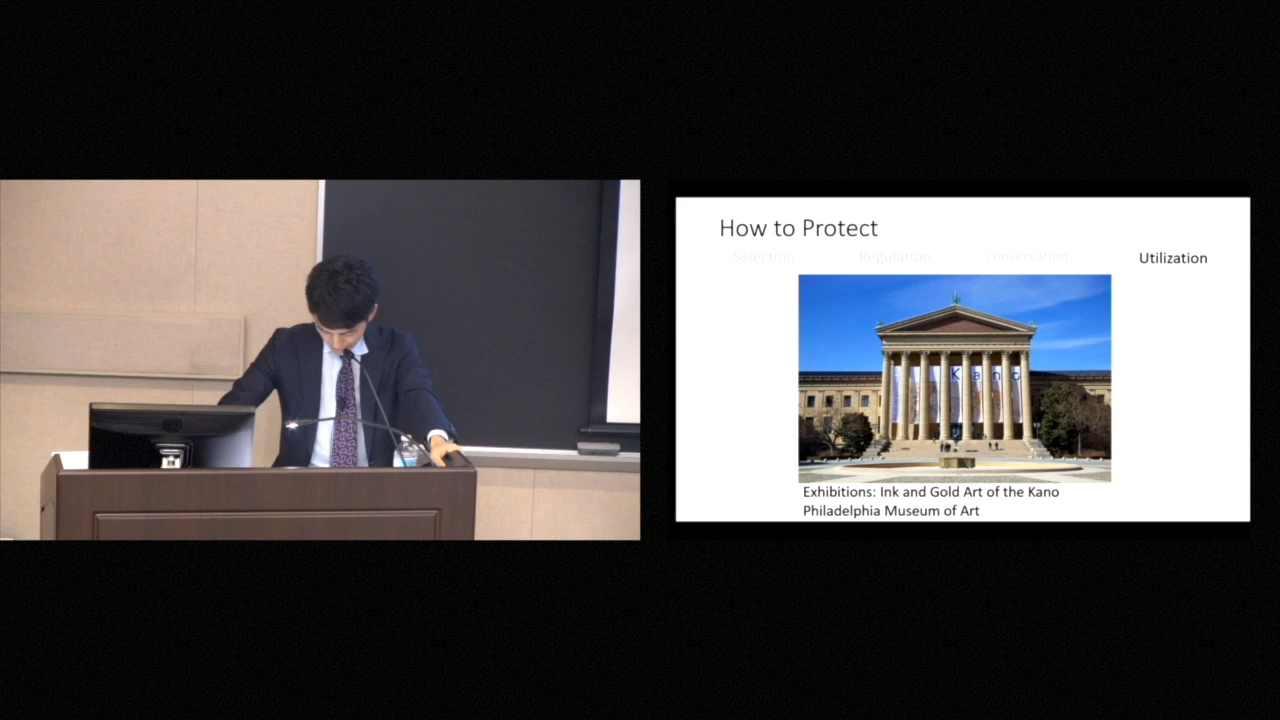 How to Protect
Selection Regulation Conservation Utilization
Kano
Exhibitions: Ink and Gold Art of the Kano
Philadelphia Museum of Art